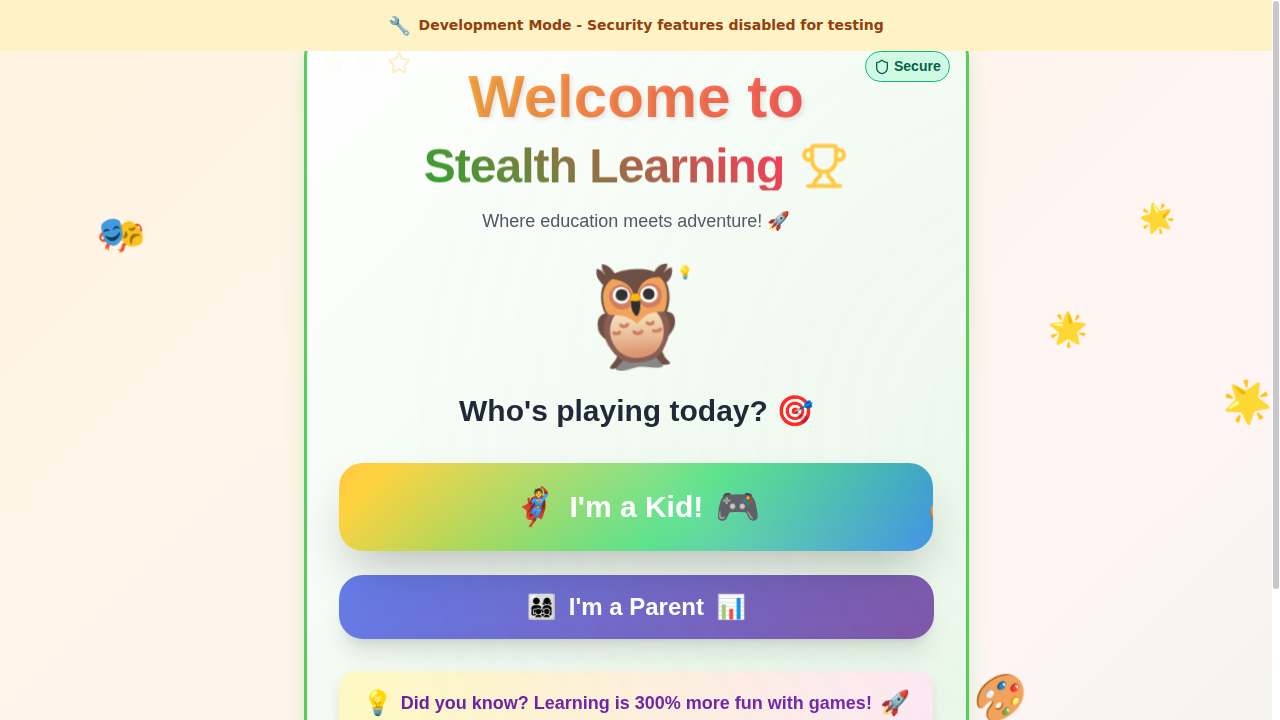 Development Mode - Security features disabled for testing
Secure
Welcome to
Stealth Learning
Where education meets adventure!
Who's playing today?
I'm a Kid!
I'm a Parent
Did you know? Learning is 300% more fun with games!